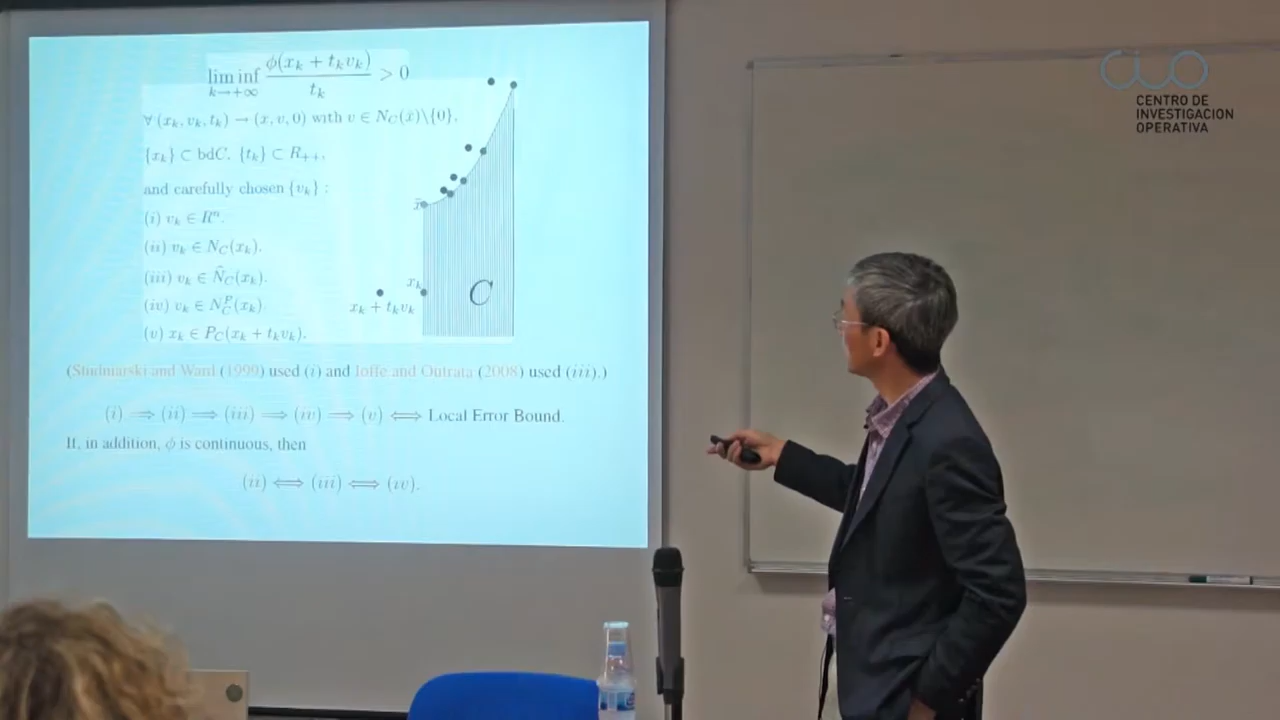 lim inf k→+∞ φ(x_k + t_k v_k) / t_k > 0
∀ (x_k, v_k, t_k) → (x̄, v, 0) with v ∈ N_C(x̄)\{0},
{x_k} ⊂ bdC, {t_k} ⊂ R_{++},
and carefully chosen {v_k} :
(i) v_k ∈ R^n.
(ii) v_k ∈ N_C(x_k).
(iii) v_k ∈ N̂_C(x_k).
(iv) v_k ∈ N_C^P(x_k)
(v) x_k ∈ P_C(x_k + t_k v_k).
x̄
x_k
x_k + t_k v_k
C
(Studniarski and Ward (1999) used (i) and Ioffe and Outrata (2008) used (iii).)
(i) ⟹ (ii) ⟹ (iii) ⟹ (iv) ⟹ (v) ⟺ Local Error Bound.
If, in addition, φ is continuous, then
(ii) ⟺ (iii) ⟺ (iv).
CIO
CENTRO DE
INVESTIGACION
OPERATIVA